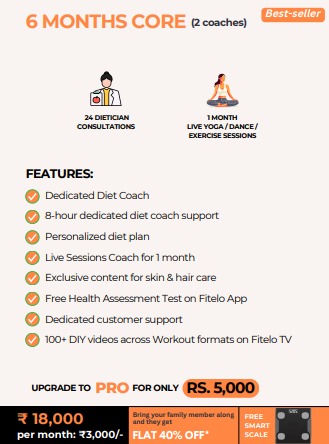 6 MONTHS CORE (2 coaches)
Best-seller
24 DIETICIAN
CONSULTATIONS
1 MONTH
LIVE YOGA / DANCE /
EXERCISE SESSIONS
FEATURES:
Dedicated Diet Coach
8-hour dedicated diet coach support
Personalized diet plan
Live Sessions Coach for 1 month
Exclusive content for skin & hair care
Free Health Assessment Test on Fitelo App
Dedicated customer support
100+ DIY videos across Workout formats on Fitelo TV
UPGRADE TO PRO FOR ONLY RS. 5,000
₹ 18,000
per month: ₹3,000/-
Bring your family member along
and they get
FLAT 40% OFF*
FREE
SMART
SCALE